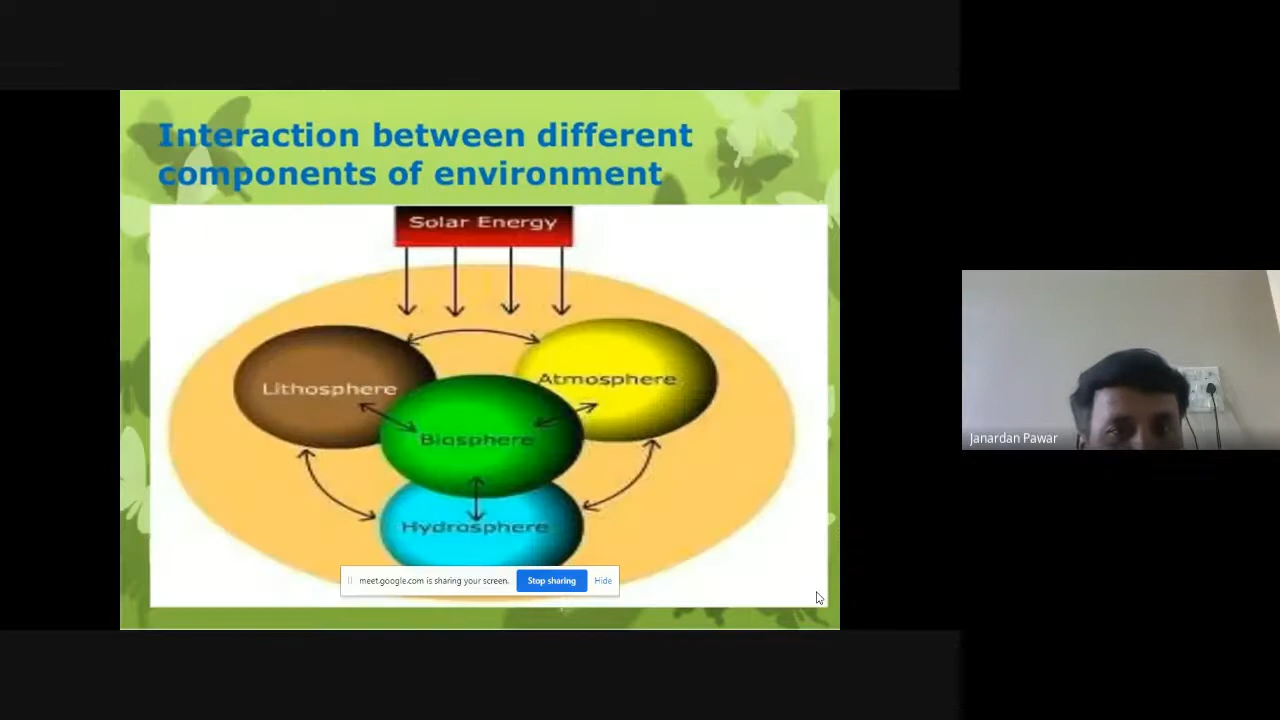 Interaction between different
components of environment
Solar Energy
Lithosphere
Atmosphere
Biosphere
Hydrosphere
meet.google.com is sharing your screen.
Stop sharing
Hide
Janardan Pawar